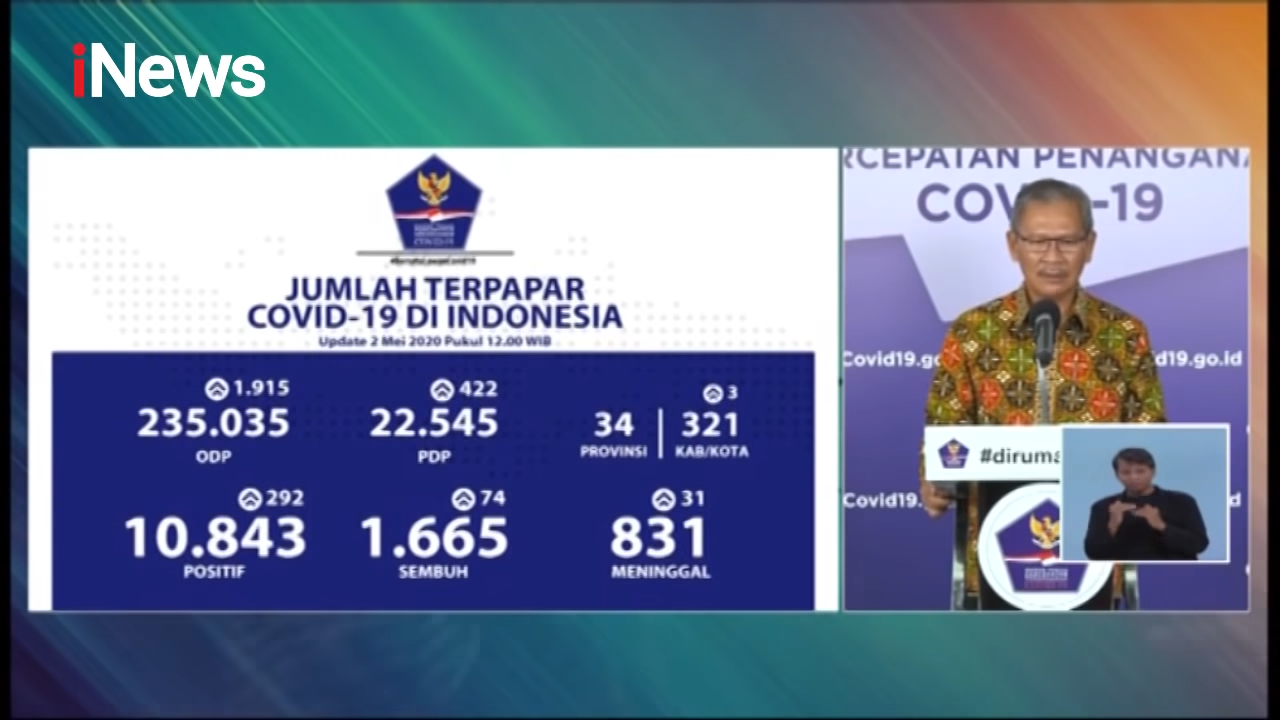 iNews
JUMLAH TERPAPAR
COVID-19 DI INDONESIA
Update 2 Mei 2020 Pukul 12.00 WIB
1.915
235.035
ODP
422
22.545
PDP
3
34
PROVINSI
321
KAB/KOTA
292
10.843
POSITIF
74
1.665
SEMBUH
31
831
MENINGGAL
RCEPATAN PENANGANA
COV -19
Covid19.go
d19.go.id
#diruma
Covid19.
d